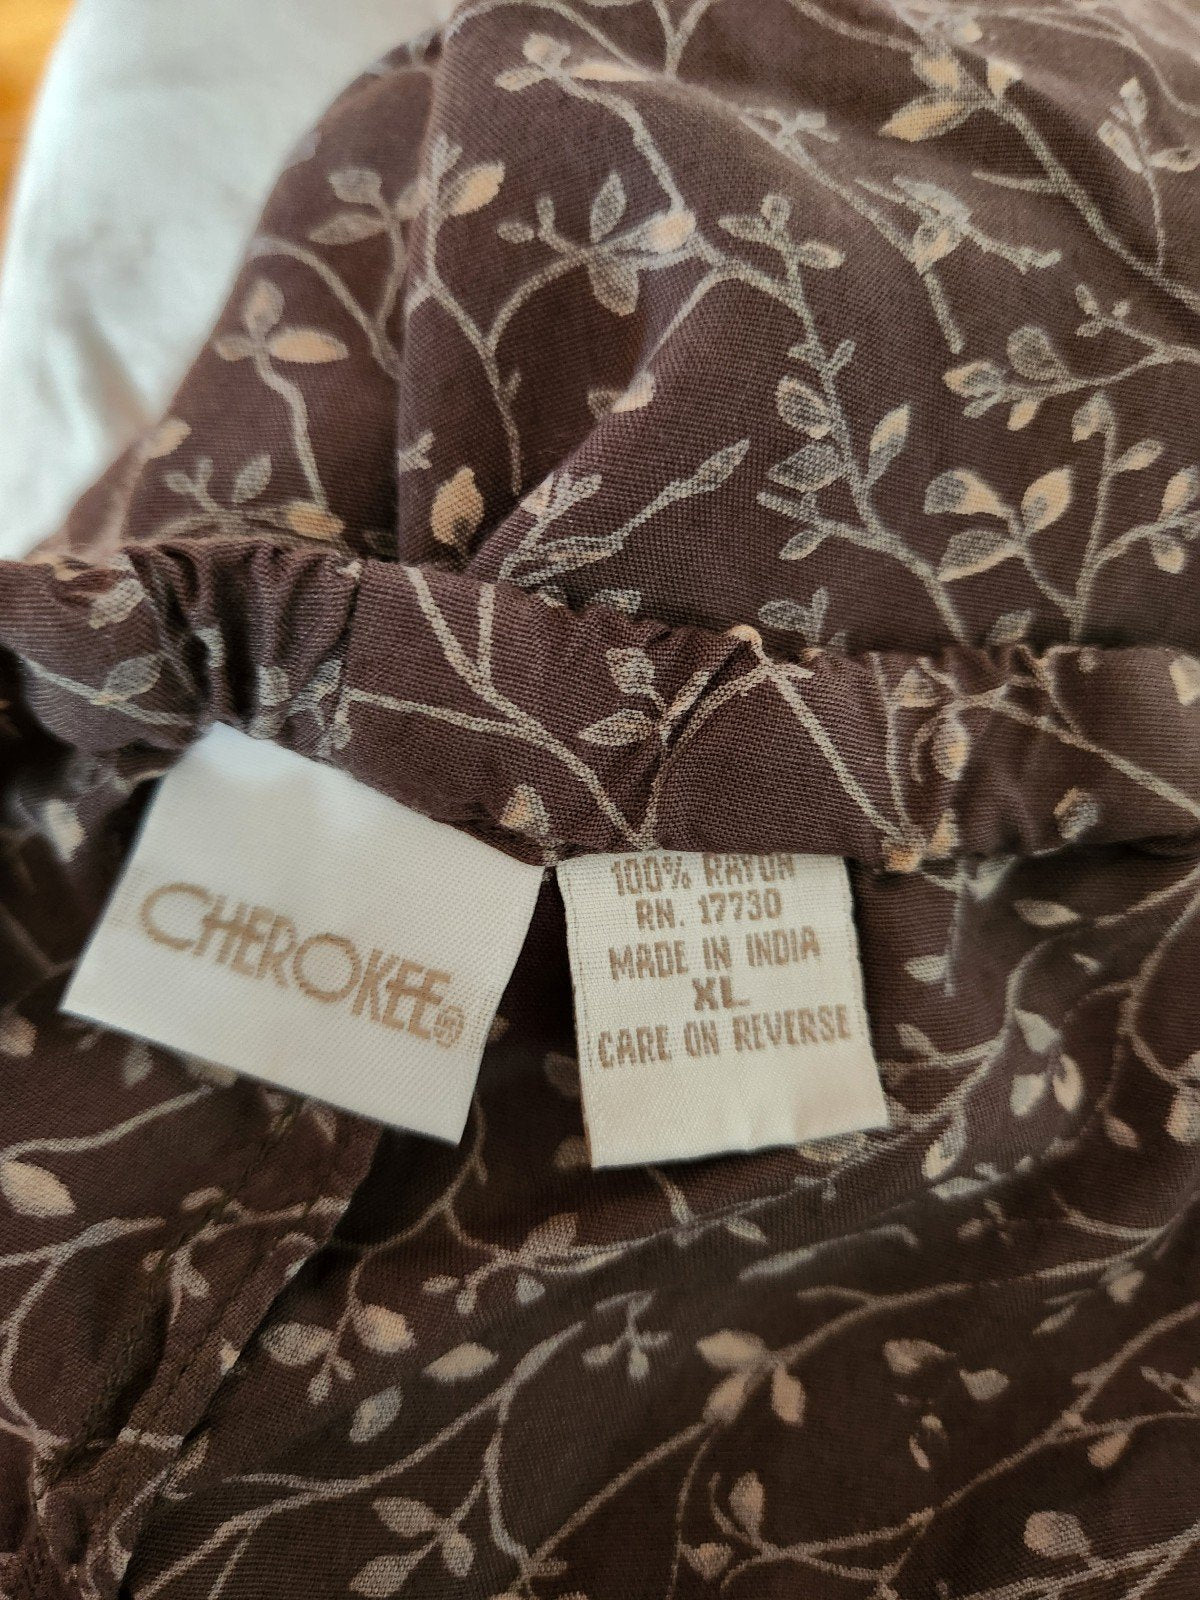 CHEROKEE®
100% RAYON
RN. 17730
MADE IN INDIA
XL
CARE ON REVERSE